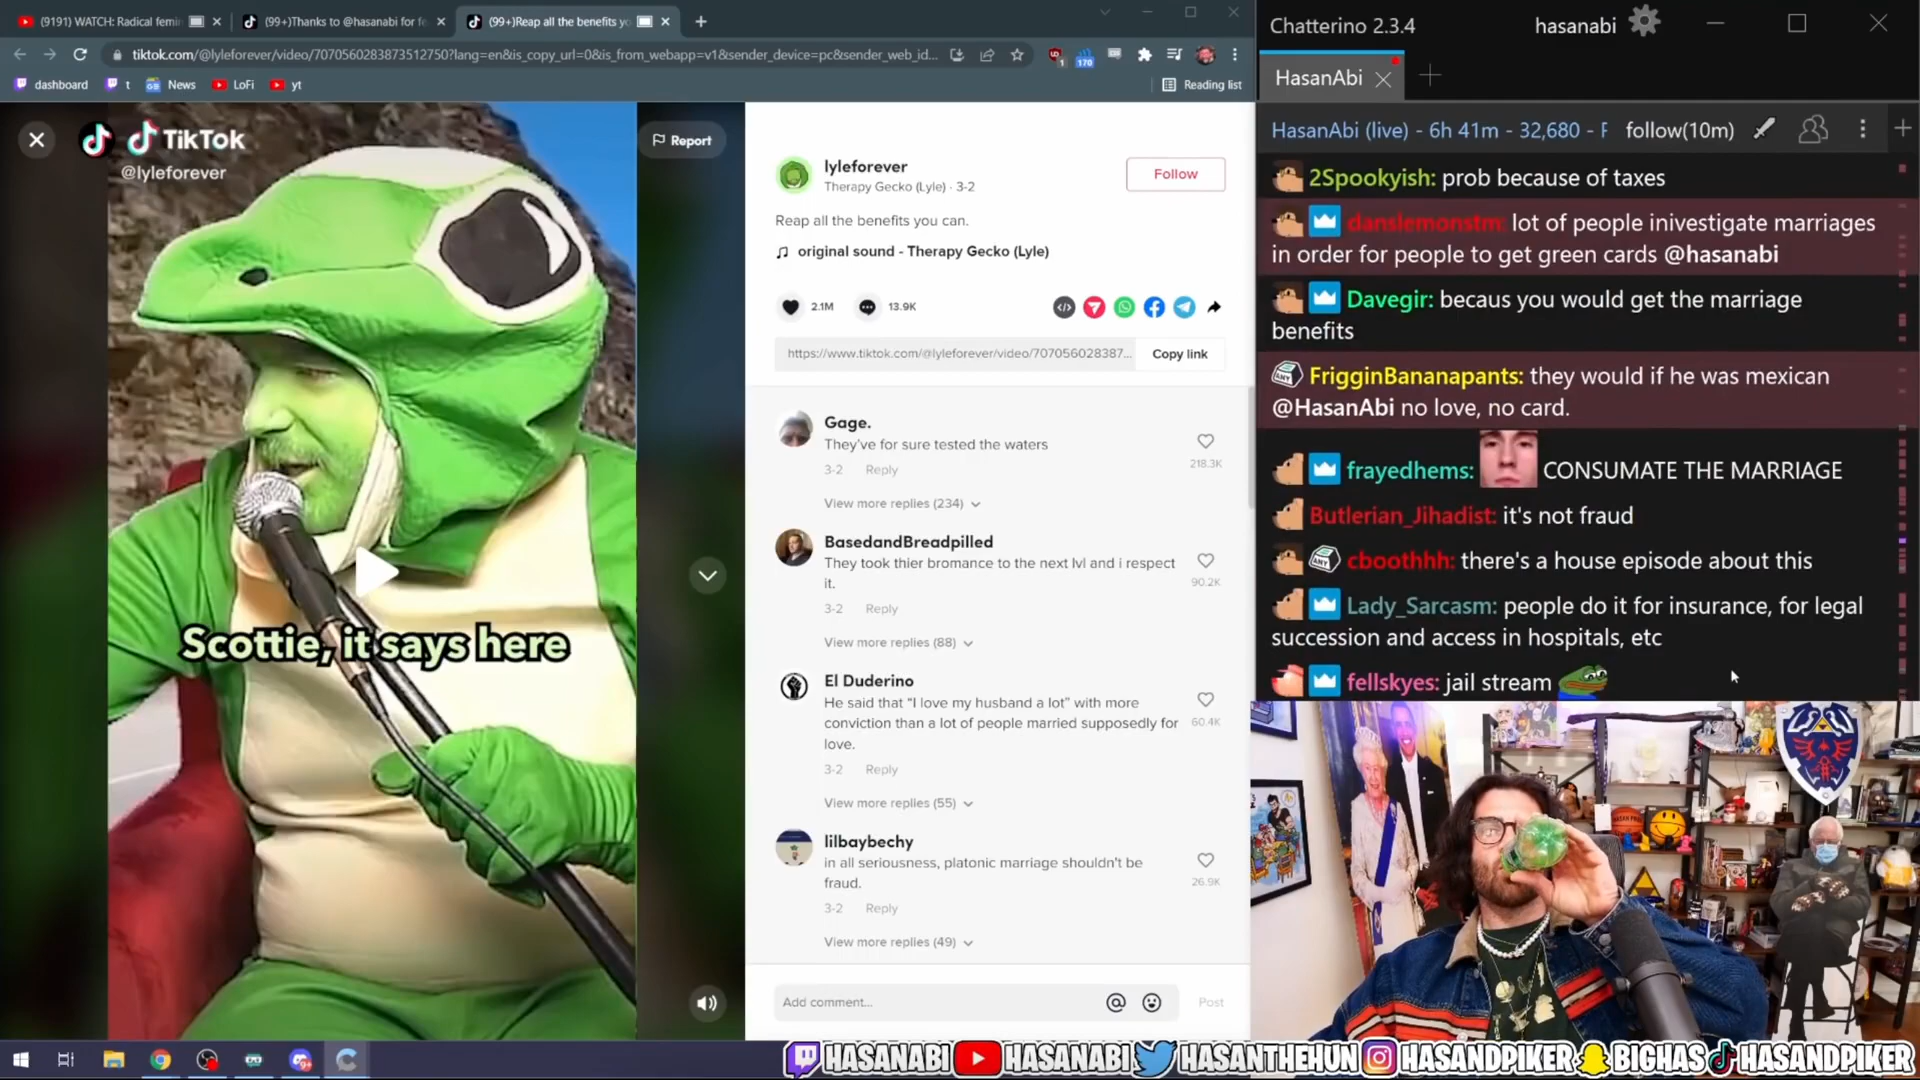 (9191) WATCH: Radical femin
(99+)Thanks to @hasanabi for fe
(99+)Reap all the benefits yo
tiktok.com/@lyleforever/video/7070560283873512750?lang=en&is_copy_url=0&is_from_webapp=v1&sender_device=pc&sender_web_id...
1
170
dashboard
t
News
LoFi
yt
Reading list
TikTok
@lyleforever
Report
Scottie, it says here
lyleforever
Therapy Gecko (Lyle) · 3-2
Follow
Reap all the benefits you can.
original sound - Therapy Gecko (Lyle)
2.1M
13.9K
https://www.tiktok.com/@lyleforever/video/707056028387...
Copy link
Gage.
They've for sure tested the waters
3-2 Reply
218.3K
View more replies (234)
BasedandBreadpilled
They took thier bromance to the next lvl and i respect
it.
90.2K
3-2 Reply
View more replies (88)
El Duderino
He said that “I love my husband a lot” with more
conviction than a lot of people married supposedly for
love.
60.4K
3-2 Reply
View more replies (55)
lilbaybechy
in all seriousness, platonic marriage shouldn't be
fraud.
26.9K
3-2 Reply
View more replies (49)
Add comment...
Post
Chatterino 2.3.4
hasanabi
HasanAbi
HasanAbi (live) - 6h 41m - 32,680 - F
follow(10m)
2Spookyish: prob because of taxes
danslemonstm: lot of people inivestigate marriages
in order for people to get green cards @hasanabi
Davegir: becaus you would get the marriage
benefits
FrigginBananapants: they would if he was mexican
@HasanAbi no love, no card.
frayedhems: CONSUMATE THE MARRIAGE
Butlerian_Jihadist: it's not fraud
cboothhh: there's a house episode about this
Lady_Sarcasm: people do it for insurance, for legal
succession and access in hospitals, etc
fellskyes: jail stream
HASANABI HASANABI HASANTHEHUN HASANDPIKER BIGHAS HASANDPIKER